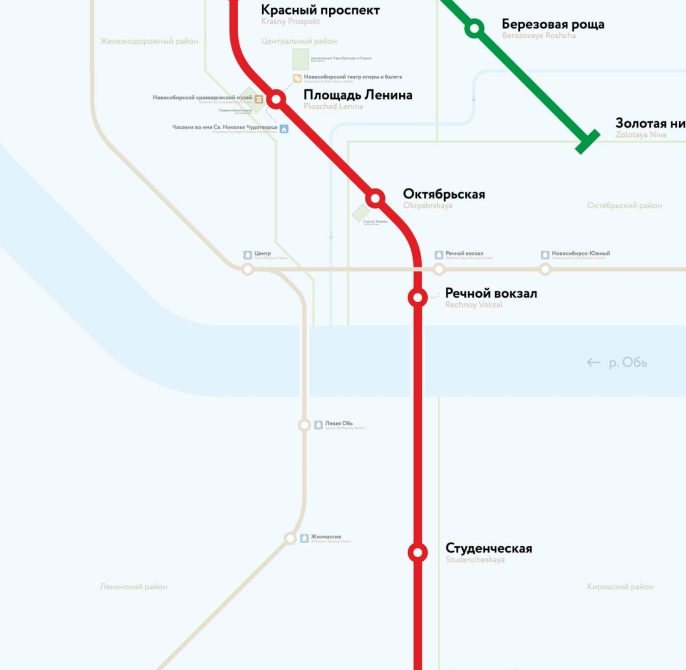 Красный проспект
Krasny Prospekt
Березовая роща
Berezovaya Roshcha
Железнодорожный район
Центральный район
Новосибирский театр оперы и балета
Новосибирский краеведческий музей
Площадь Ленина
Ploschad Lenina
Часовня во имя Св. Николая Чудотворца
Золотая ни
Zolotaya Niva
Октябрьская
Oktyabrskaya
Октябрьский район
Центр
Речной вокзал
Новосибирск-Южный
Речной вокзал
Rechnoy Vokzal
← р. Обь
Левая Обь
Жилмассив
Студенческая
Studencheskaya
Ленинский район
Кировский район